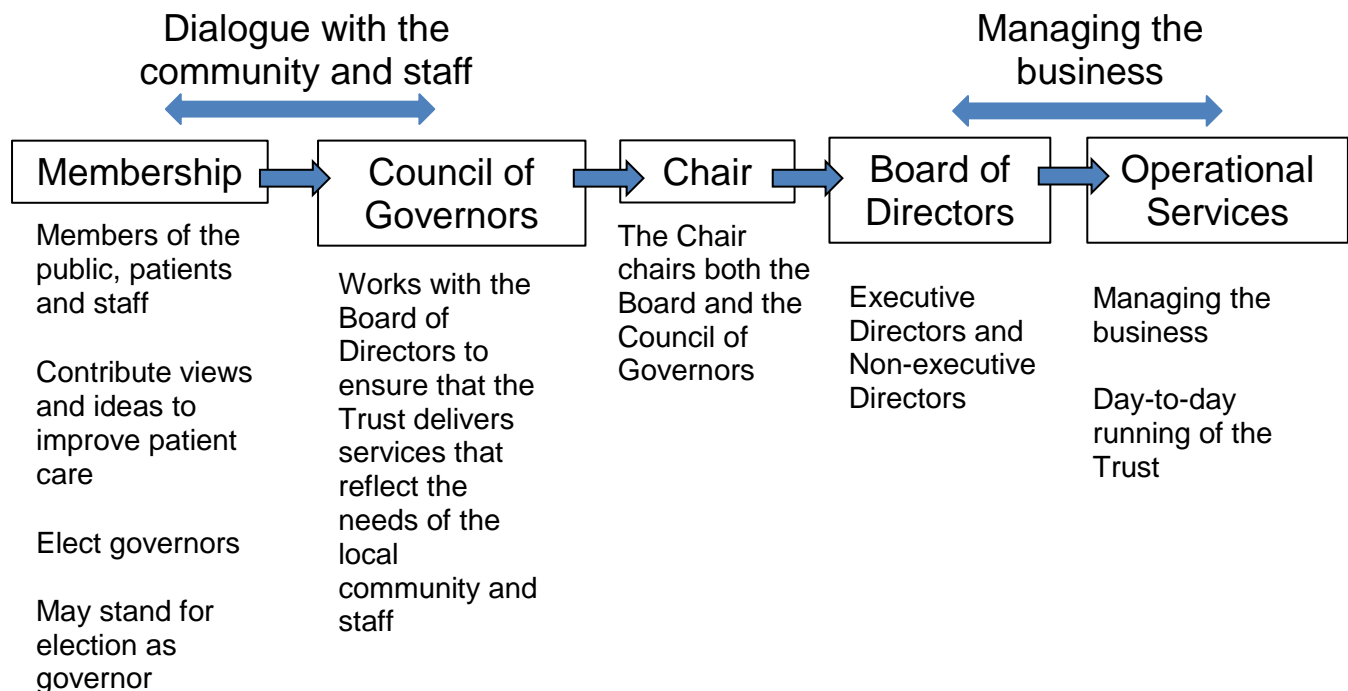 Dialogue with the
community and staff
Managing the
business
Membership
Council of
Governors
Chair
Board of
Directors
Operational
Services
Members of the
public, patients
and staff
Contribute views
and ideas to
improve patient
care
Elect governors
May stand for
election as
governor
Works with the
Board of
Directors to
ensure that the
Trust delivers
services that
reflect the
needs of the
local
community and
staff
The Chair
chairs both the
Board and the
Council of
Governors
Executive
Directors and
Non-executive
Directors
Managing the
business
Day-to-day
running of the
Trust